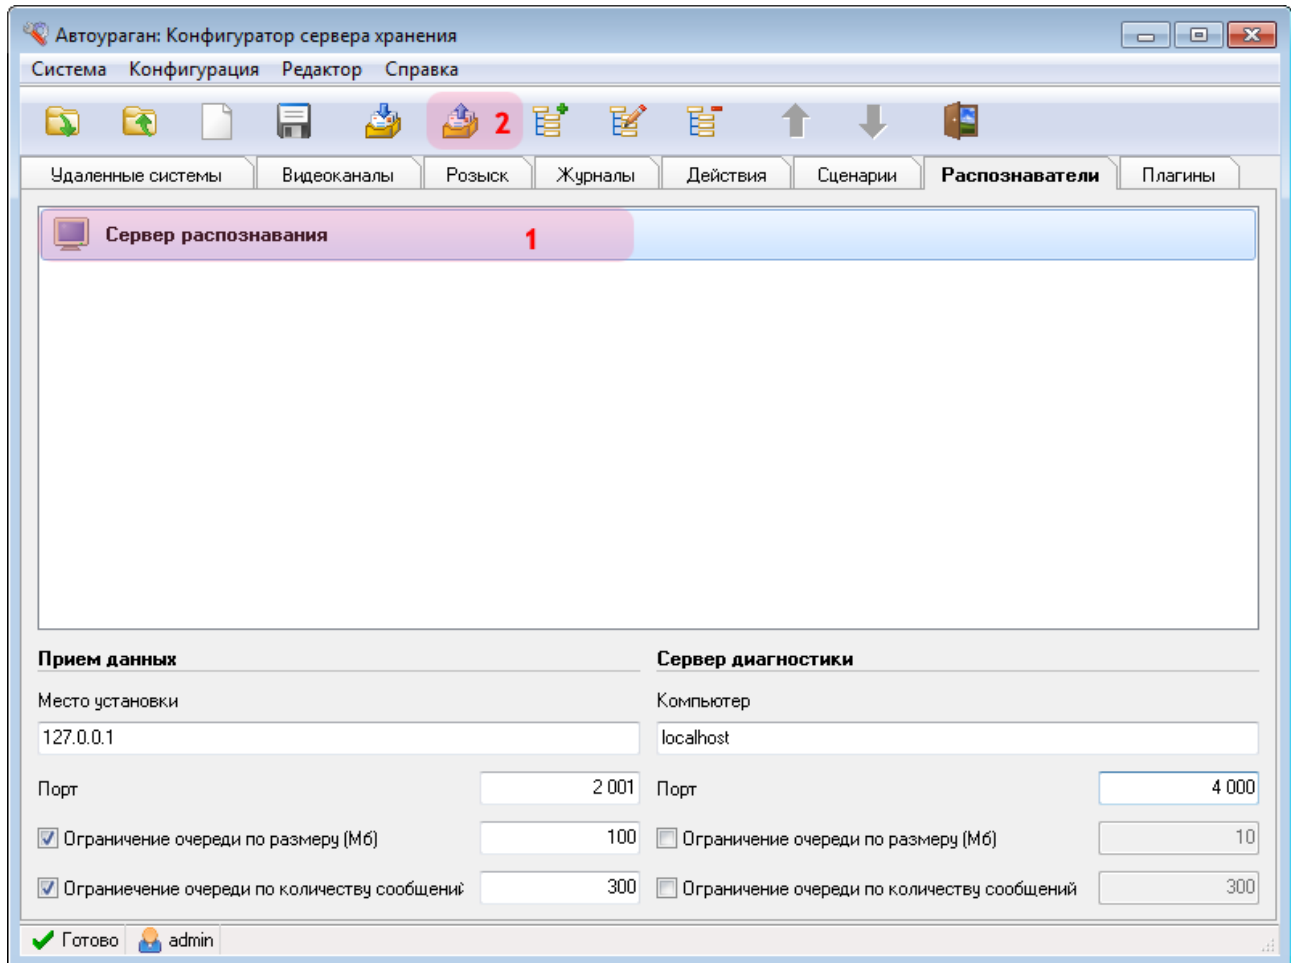 Автоураган: Конфигуратор сервера хранения
Система Конфигурация Редактор Справка
2
Удаленные системы Видеоканалы Розыск Журналы Действия Сценарии Распознаватели Плагины
Сервер распознавания 1
Прием данных Сервер диагностики
Место установки Компьютер
127.0.0.1 localhost
Порт 2 001 Порт 4 000
Ограничение очереди по размеру (Мб) 100 Ограничение очереди по размеру (Мб) 10
Ограниечение очереди по количеству сообщений 300 Ограничение очереди по количеству сообщений 300
Готово admin